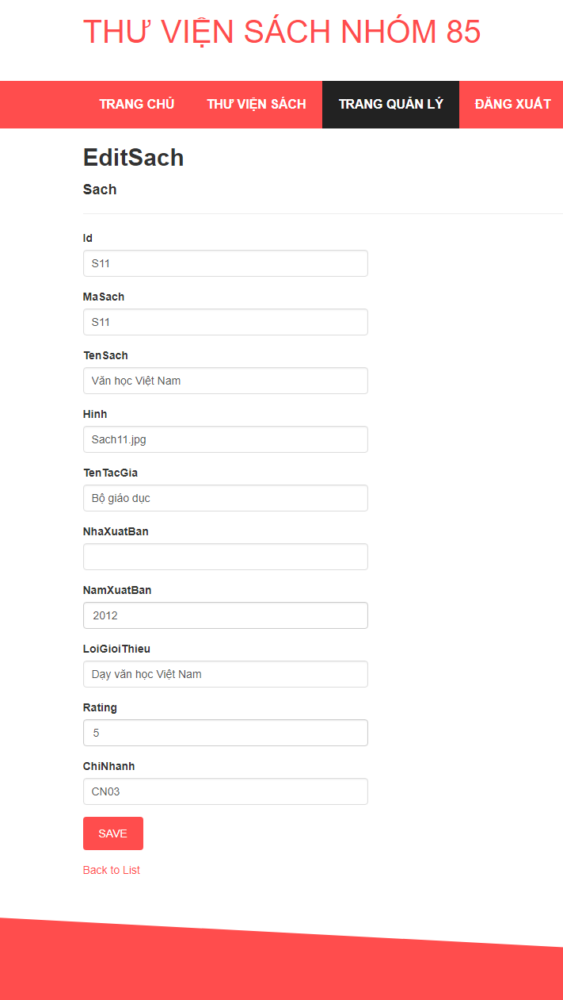 THƯ VIỆN SÁCH NHÓM 85
TRANG CHỦ THƯ VIỆN SÁCH TRANG QUẢN LÝ ĐĂNG XUẤT
EditSach
Sach
Id
S11
MaSach
S11
TenSach
Văn học Việt Nam
Hinh
Sach11.jpg
TenTacGia
Bộ giáo dục
NhaXuatBan
NamXuatBan
2012
LoiGioiThieu
Dạy văn học Việt Nam
Rating
5
ChiNhanh
CN03
SAVE
Back to List